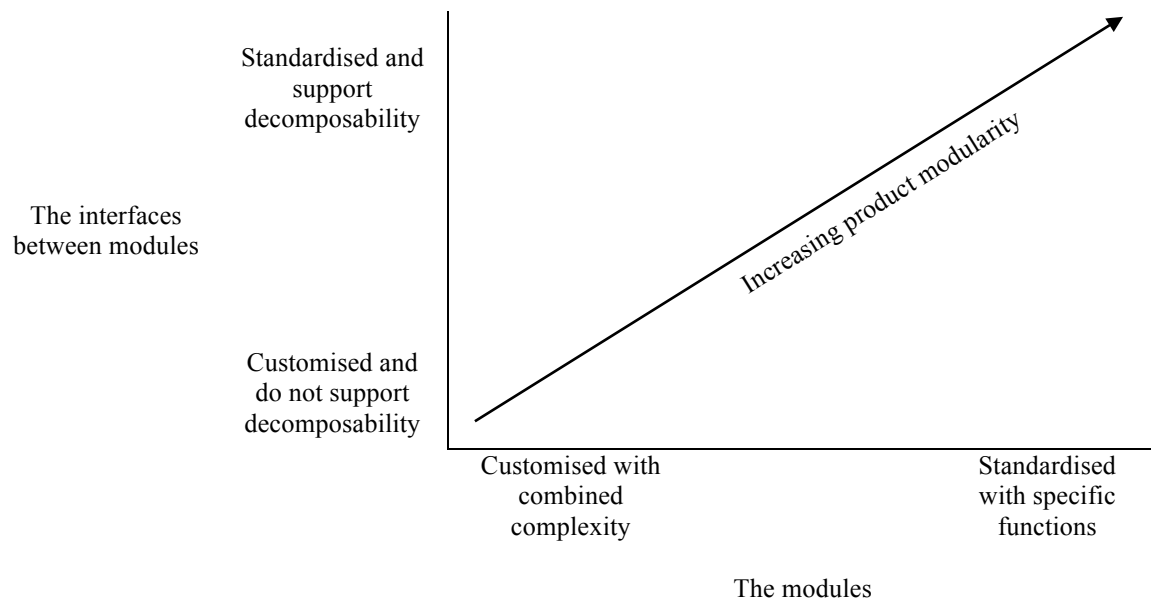 Standardised and
support
decomposability
The interfaces
between modules
Increasing product modularity
Customised and
do not support
decomposability
Customised with
combined
complexity
Standardised
with specific
functions
The modules